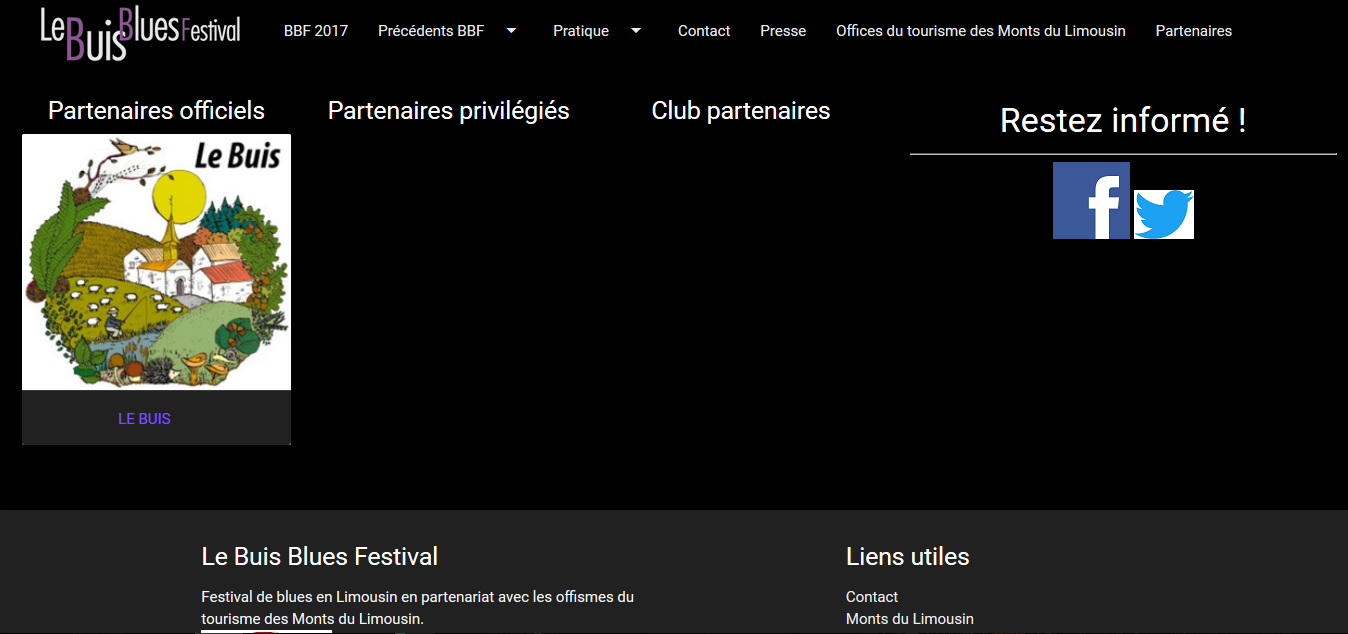 Le Buis Blues Festival
BBF 2017
Précédents BBF
Pratique
Contact
Presse
Offices du tourisme des Monts du Limousin
Partenaires
Partenaires officiels
Partenaires privilégiés
Club partenaires
Restez informé !
Le Buis
f
LE BUIS
Le Buis Blues Festival
Festival de blues en Limousin en partenariat avec les offismes du
tourisme des Monts du Limousin.
Liens utiles
Contact
Monts du Limousin